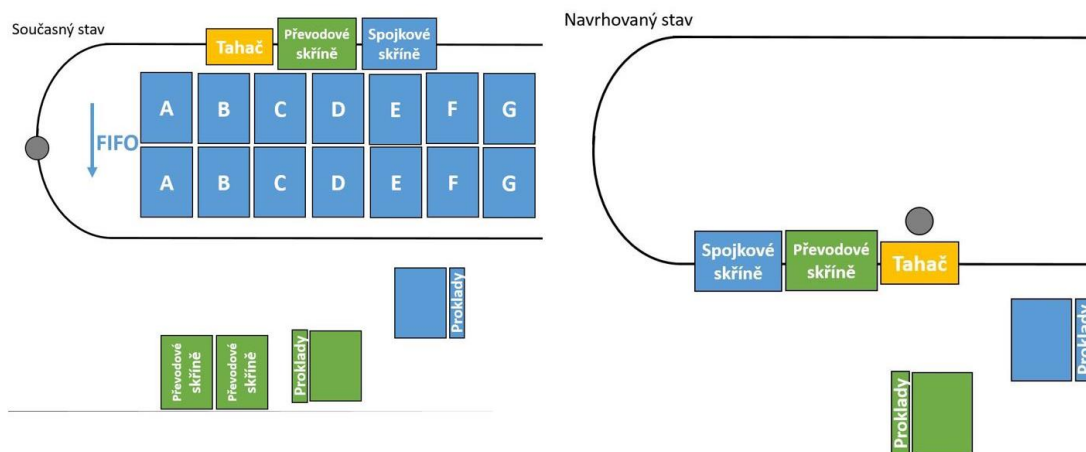 Současný stav
Tahač
Převodové
skříně
Spojkové
skříně
FIFO
A B C D E F G
A B C D E F G
Proklady
Převodové
skříně
Převodové
skříně
Proklady
Navrhovaný stav
Spojkové
skříně
Převodové
skříně
Tahač
Proklady
Proklady